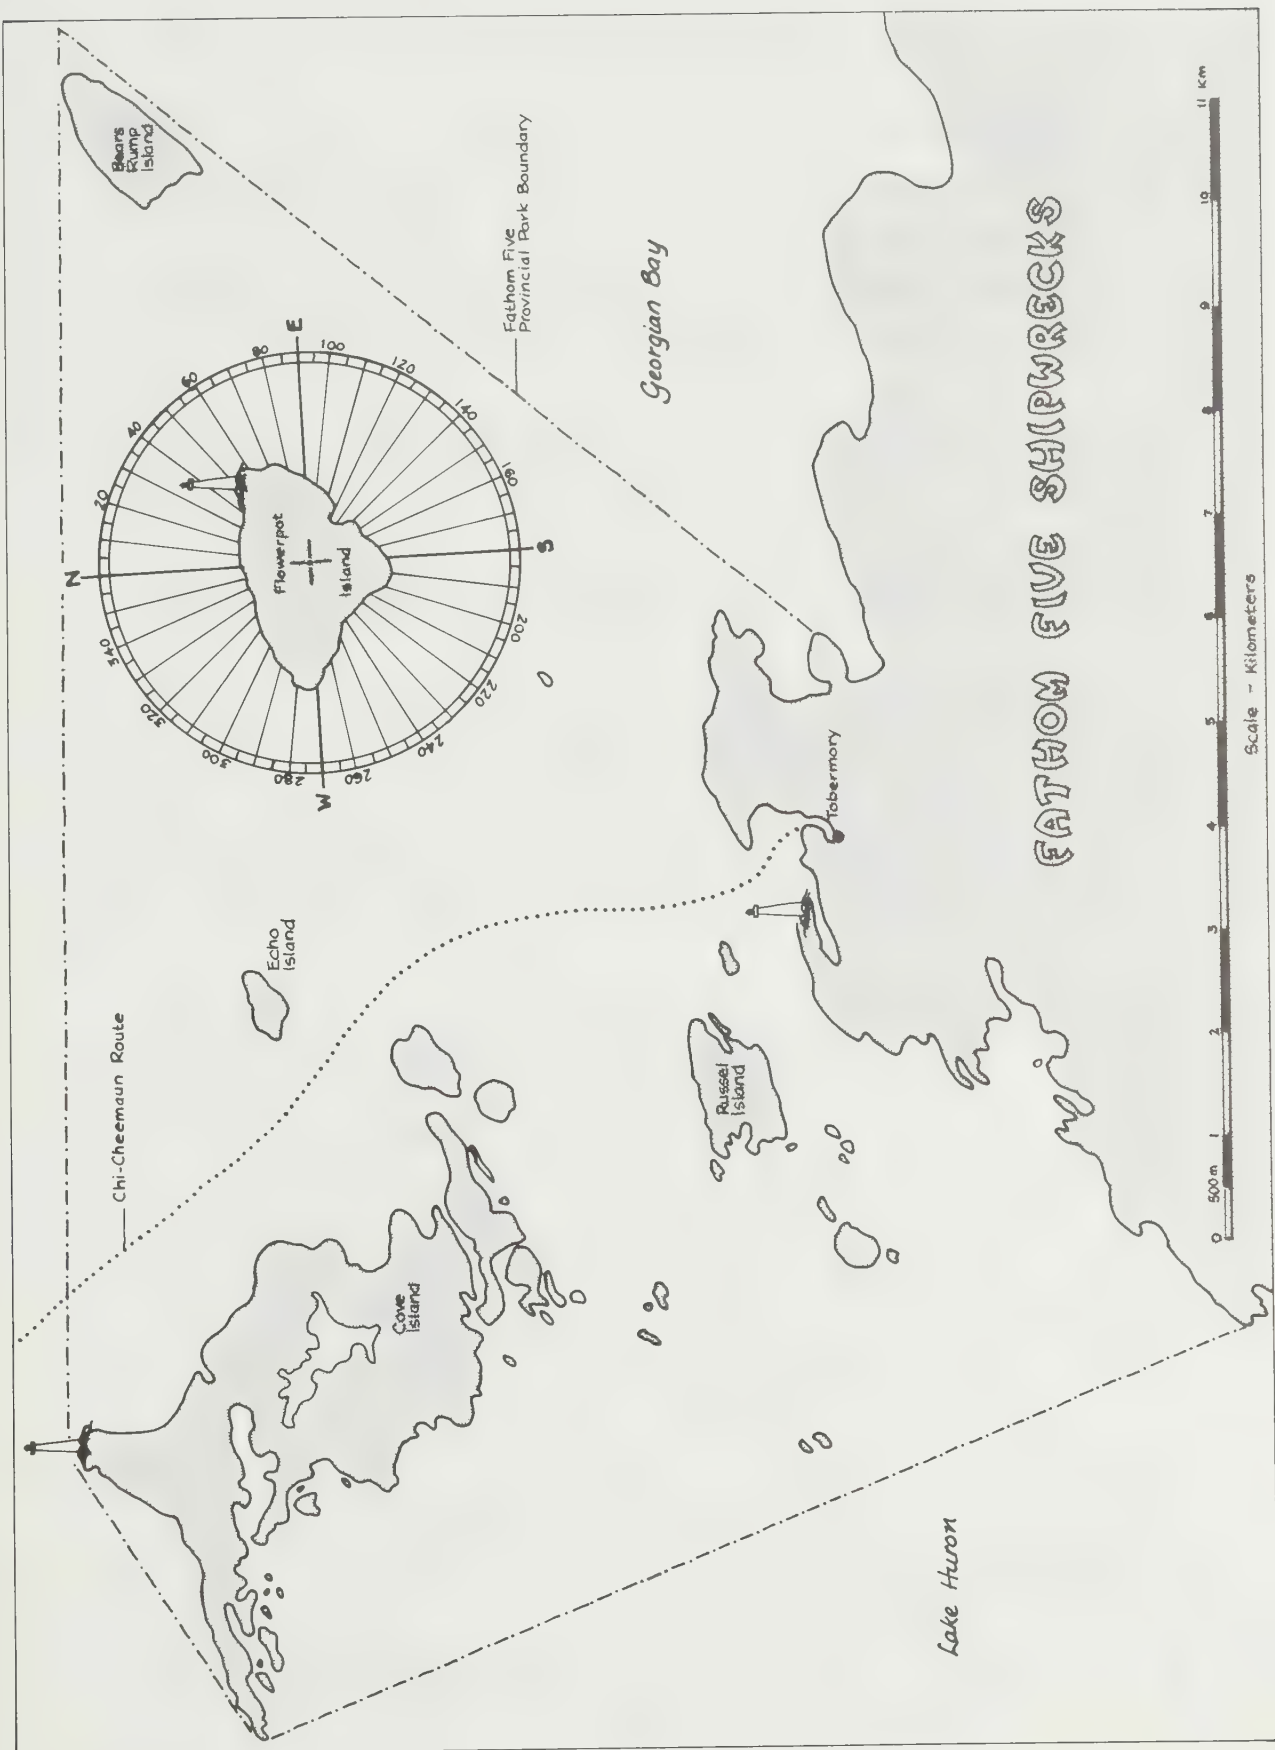 Bears
Rump
Island
Fathom Five
Provincial Park Boundary
Georgian Bay
N
20
40
60
80
E
100
120
140
160
S
200
220
240
W
260
280
300
320
340
Flowerpot
Island
Echo
Island
Chi-Cheemaun Route
Tobermory
Russel
Island
Cove
Island
Lake Huron
FATHOM FIVE SHIPWRECKS
0 500m 1 2 3 4 5 6 7 8 9 10 11 Km
Scale - Kilometers